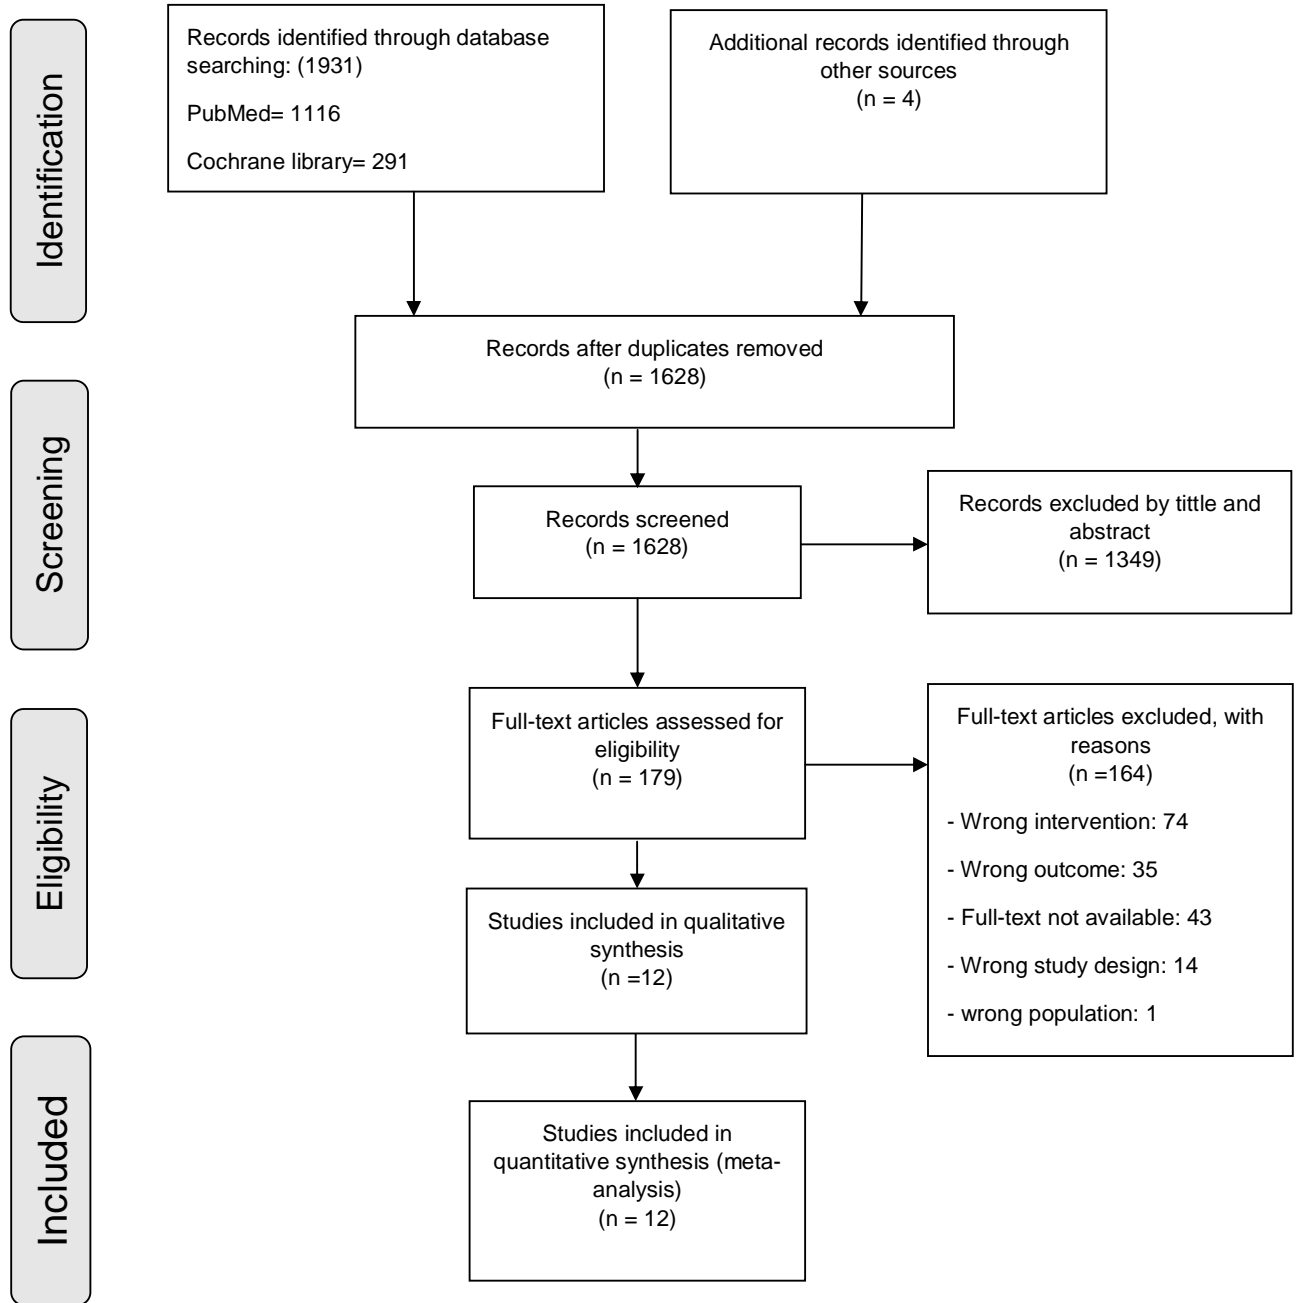 Identification
Records identified through database
searching: (1931)
PubMed= 1116
Cochrane library= 291
Additional records identified through
other sources
(n = 4)
Records after duplicates removed
(n = 1628)
Screening
Records screened
(n = 1628)
Records excluded by tittle and
abstract
(n = 1349)
Eligibility
Full-text articles assessed for
eligibility
(n = 179)
Full-text articles excluded, with
reasons
(n =164)
- Wrong intervention: 74
- Wrong outcome: 35
- Full-text not available: 43
- Wrong study design: 14
- wrong population: 1
Studies included in qualitative
synthesis
(n =12)
Included
Studies included in
quantitative synthesis (meta-
analysis)
(n = 12)